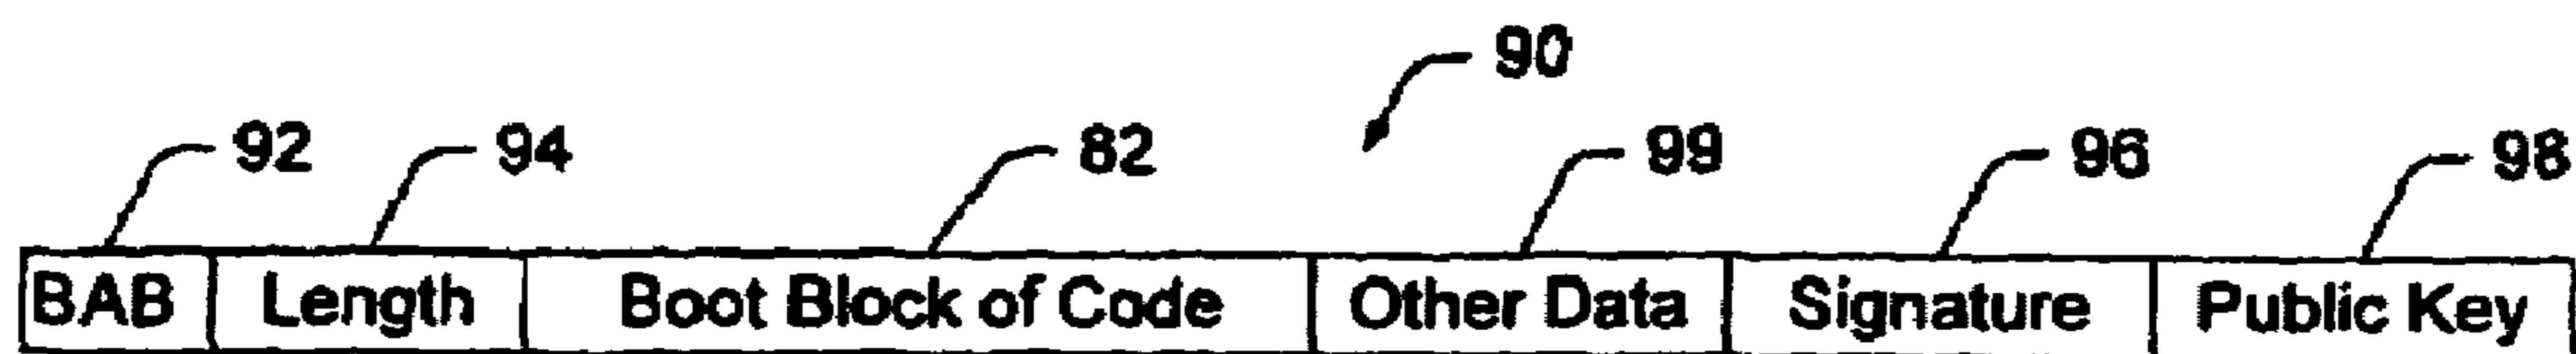 90
92 94 82 99 96 98
BAB Length Boot Block of Code Other Data Signature Public Key